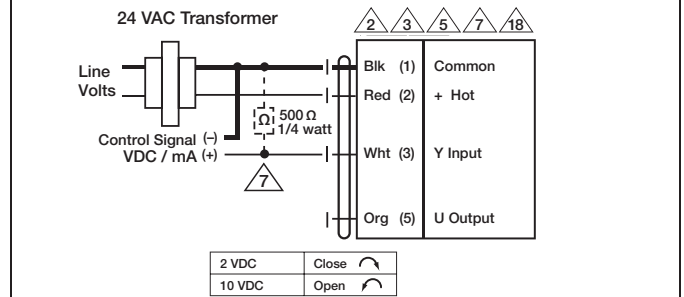 24 VAC Transformer
2 3 5 7 18
Line
Volts
Blk (1) Common
Red (2) + Hot
Ω 500 Ω
1/4 watt
Control Signal (–)
VDC / mA (+)
Wht (3) Y Input
7
Org (5) U Output
2 VDC Close
10 VDC Open